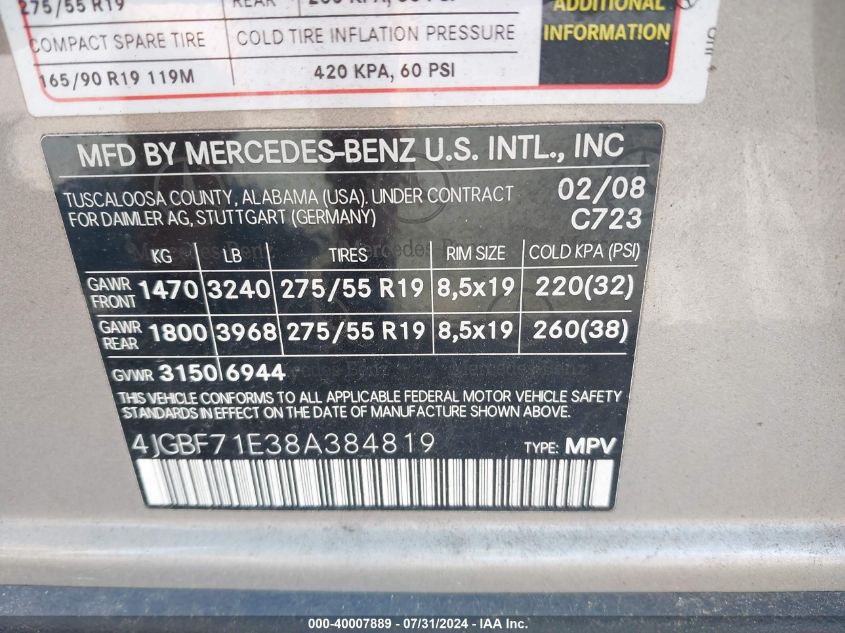 275/55 R19 REAR
ADDITIONAL
COMPACT SPARE TIRE COLD TIRE INFLATION PRESSURE INFORMATION
165/90 R19 119M 420 KPA, 60 PSI
MFD BY MERCEDES-BENZ U.S. INTL., INC
TUSCALOOSA COUNTY, ALABAMA (USA). UNDER CONTRACT 02/08
FOR DAIMLER AG, STUTTGART (GERMANY) C723
KG LB TIRES RIM SIZE COLD KPA (PSI)
GAWR FRONT 1470 3240 275/55 R19 8,5x19 220(32)
GAWR REAR 1800 3968 275/55 R19 8,5x19 260(38)
GVWR 3150 6944
THIS VEHICLE CONFORMS TO ALL APPLICABLE FEDERAL MOTOR VEHICLE SAFETY
STANDARDS IN EFFECT ON THE DATE OF MANUFACTURE SHOWN ABOVE.
4JGBF71E38A384819 TYPE: MPV
000-40007889 / 07/31/2024 - © IAA Inc.